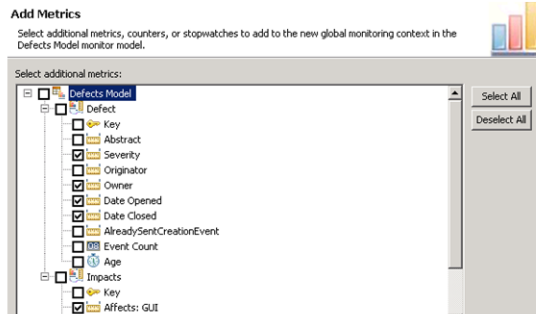 Add Metrics
Select additional metrics, counters, or stopwatches to add to the new global monitoring context in the
Defects Model monitor model.
Select additional metrics:
Defects Model
Select All
Defect
Key
Deselect All
Abstract
Severity
Originator
Owner
Date Opened
Date Closed
AlreadySentCreationEvent
Event Count
Age
Impacts
Key
Affects: GUI